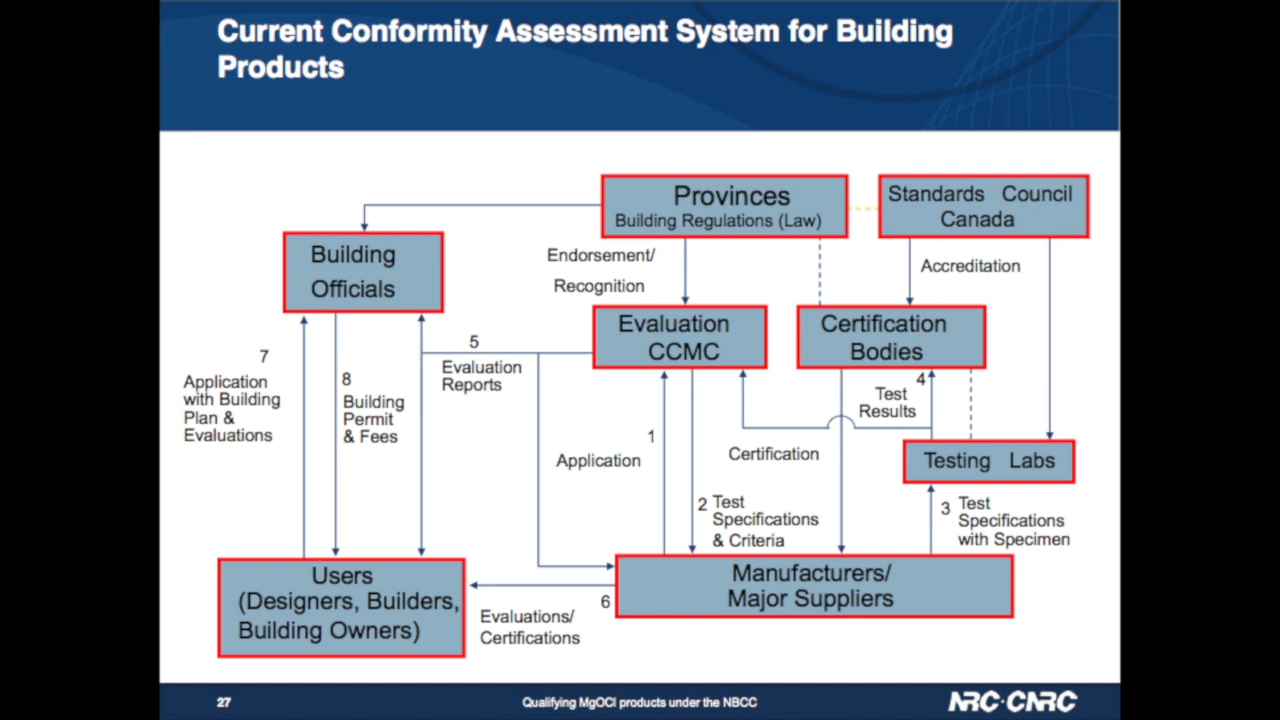 Current Conformity Assessment System for Building
Products
Provinces
Building Regulations (Law)
Standards Council
Canada
Building
Officials
Endorsement/
Recognition
Accreditation
Evaluation
CCMC
Certification
Bodies
5
Evaluation
Reports
7
Application
with Building
Plan &
Evaluations
8
Building
Permit
& Fees
4
Test
Results
1
Application
Certification
Testing Labs
2 Test
Specifications
& Criteria
3 Test
Specifications
with Specimen
Users
(Designers, Builders,
Building Owners)
6
Evaluations/
Certifications
Manufacturers/
Major Suppliers
27
Qualifying MgOCl products under the NBCC
NRC·CNRC